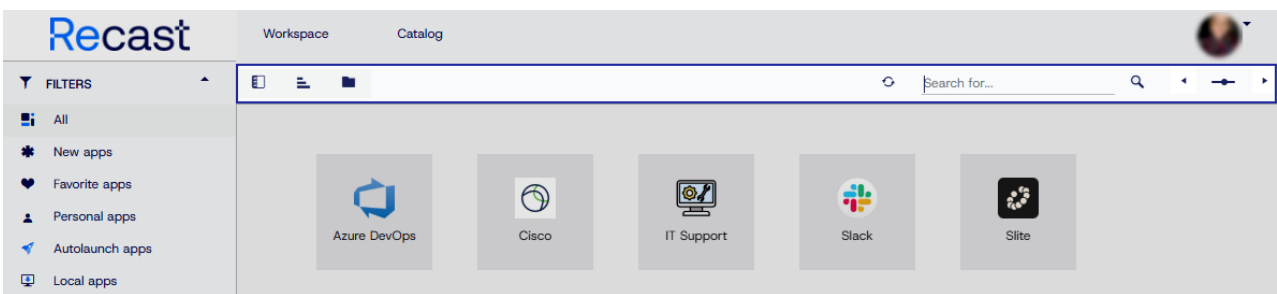 Recast
Workspace
Catalog
FILTERS
Search for...
All
New apps
Favorite apps
Personal apps
Autolaunch apps
Local apps
Azure DevOps
Cisco
IT Support
Slack
Slite